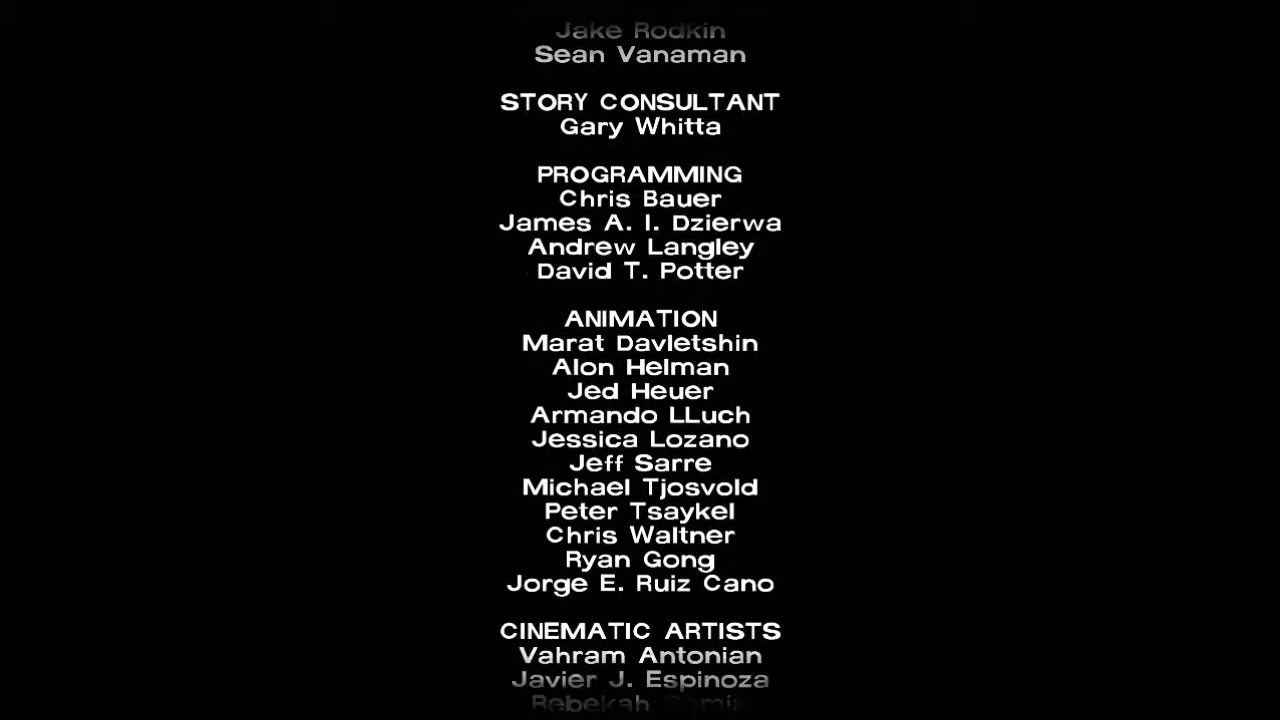 Jake Rodkin
Sean Vanaman
STORY CONSULTANT
Gary Whitta
PROGRAMMING
Chris Bauer
James A. I. Dzierwa
Andrew Langley
David T. Potter
ANIMATION
Marat Davletshin
Alon Helman
Jed Heuer
Armando LLuch
Jessica Lozano
Jeff Sarre
Michael Tjosvold
Peter Tsaykel
Chris Waltner
Ryan Gong
Jorge E. Ruiz Cano
CINEMATIC ARTISTS
Vahram Antonian
Javier J. Espinoza
Rebekah